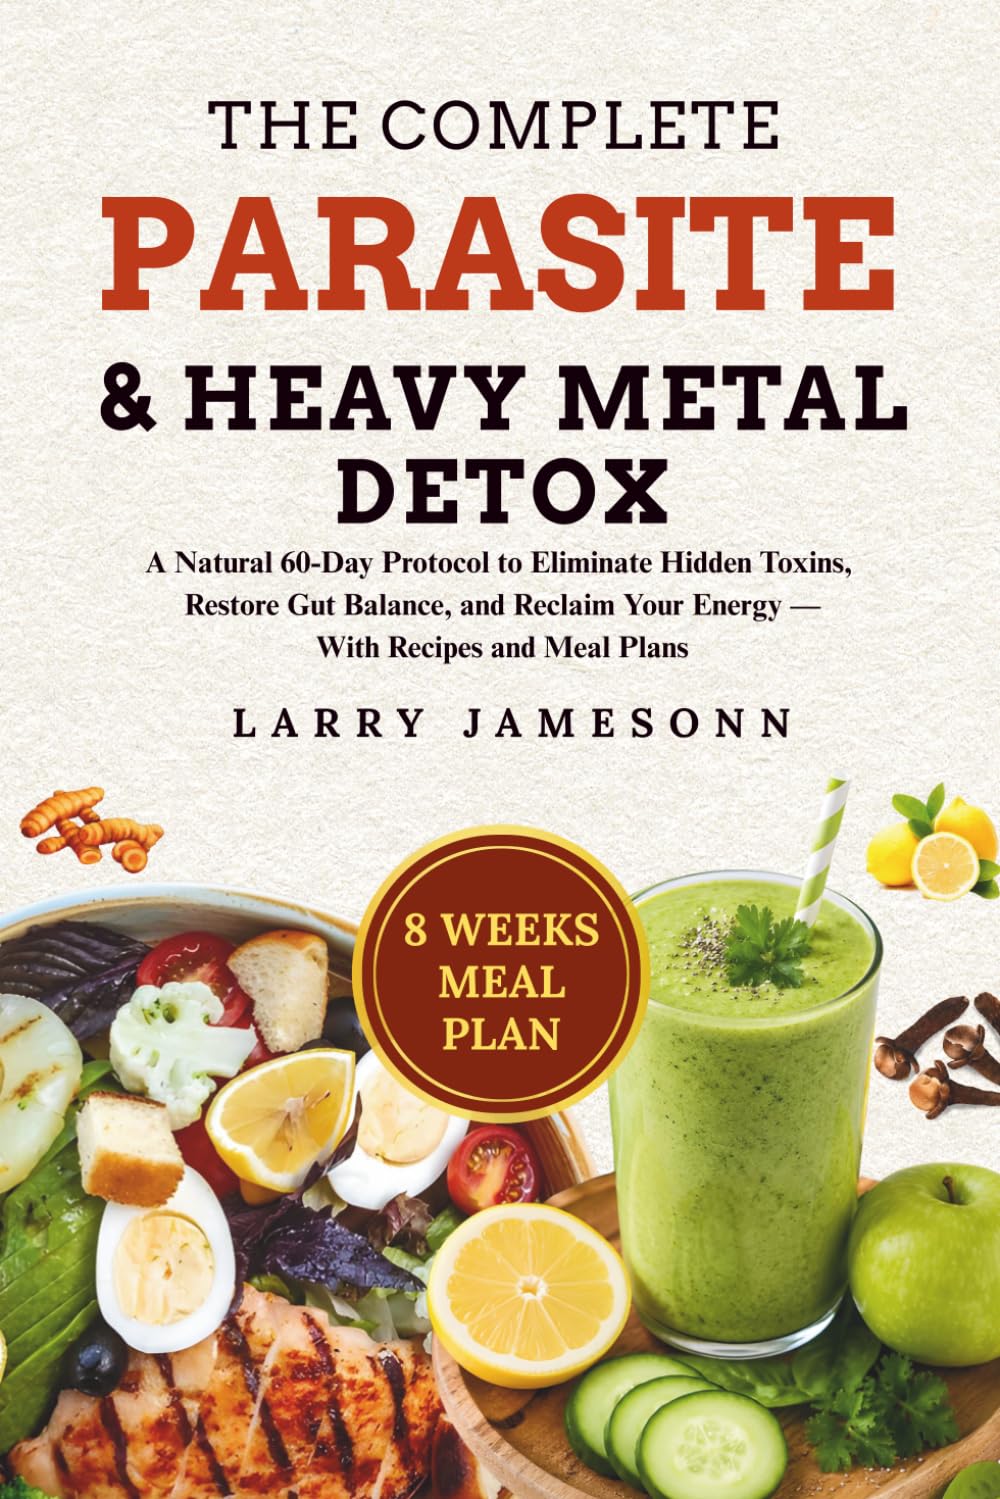 THE COMPLETE
PARASITE
& HEAVY METAL
DETOX
A Natural 60-Day Protocol to Eliminate Hidden Toxins,
Restore Gut Balance, and Reclaim Your Energy —
With Recipes and Meal Plans
LARRY JAMESONN
8 WEEKS
MEAL
PLAN